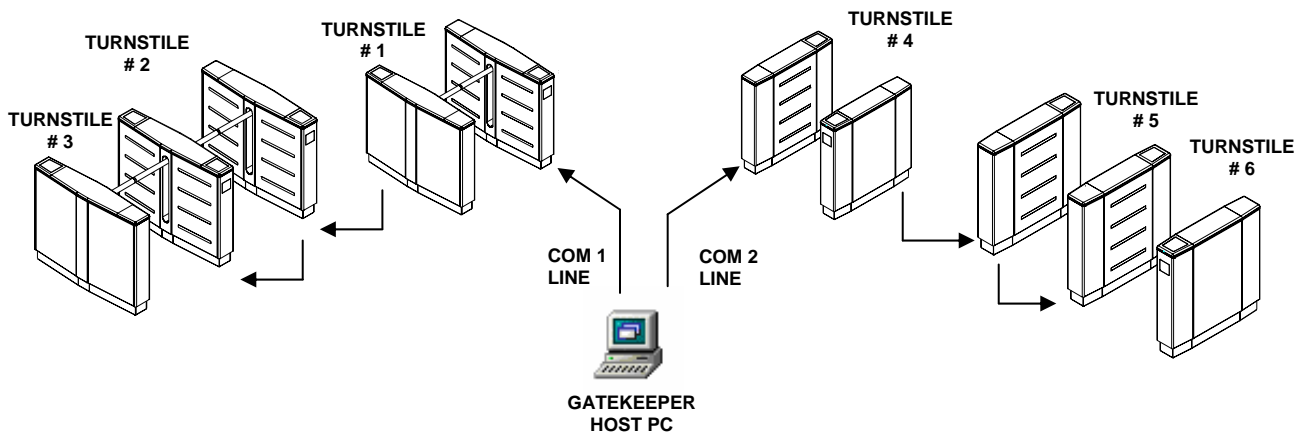 TURNSTILE
# 1
TURNSTILE
# 2
TURNSTILE
# 3
TURNSTILE
# 4
TURNSTILE
# 5
TURNSTILE
# 6
COM 1
LINE
COM 2
LINE
GATEKEEPER
HOST PC